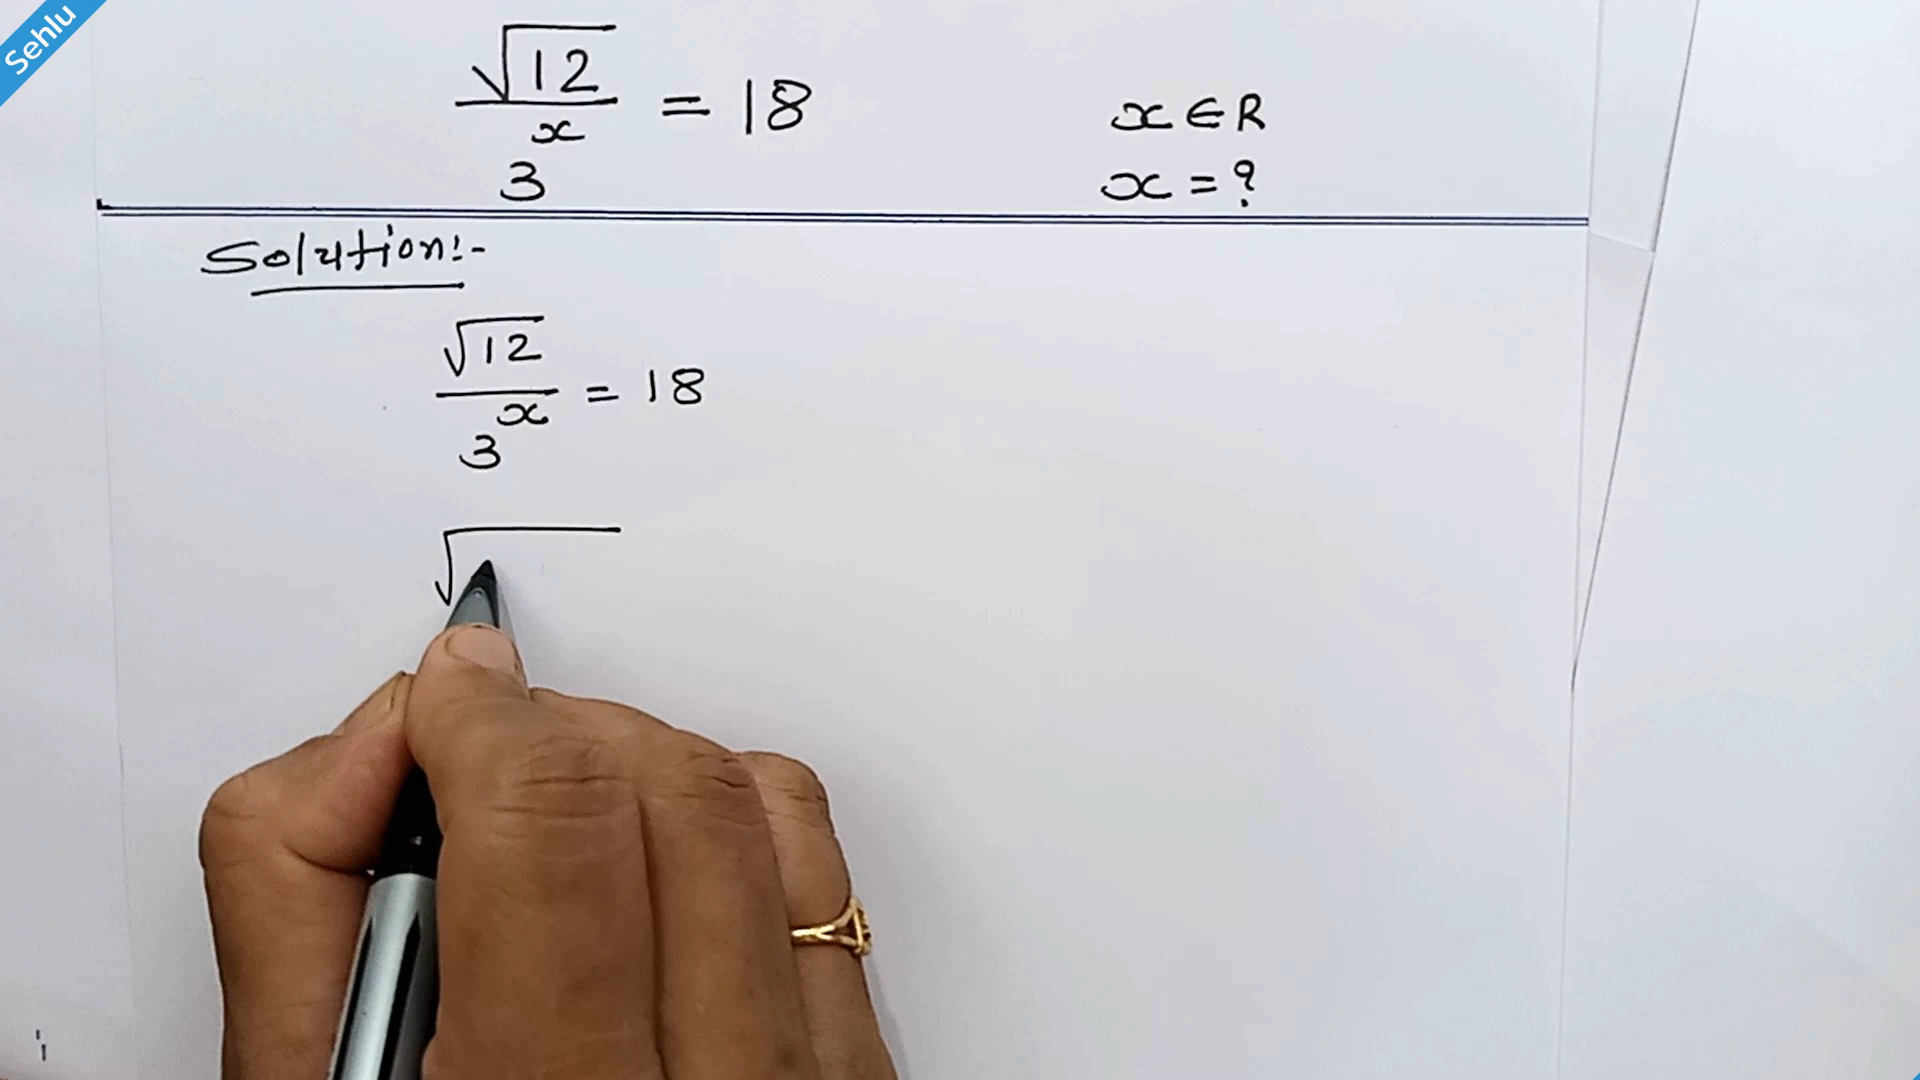 Sehlu
√12 / 3^x = 18
x ∈ R
x = ?
Solution:-
√12 / 3^x = 18
√